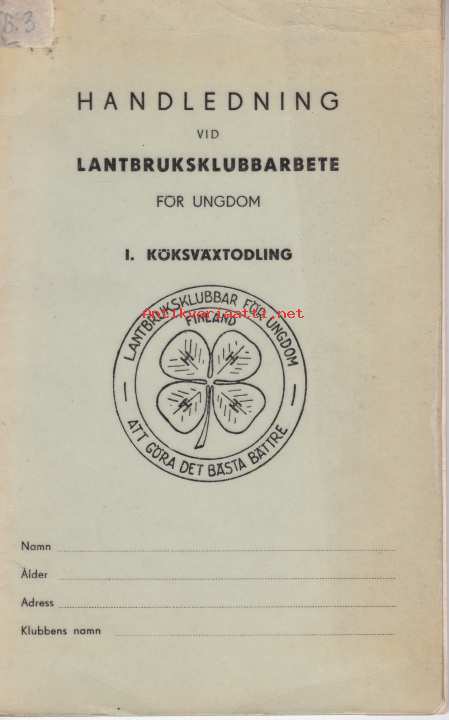 S. 3
HANDLEDNING
VID
LANTBRUKSKLUBBARBETE
FÖR UNGDOM
I. KÖKSVÄXTODLING
LANTBRUKSKLUBBAR FÖR UNGDOM
FINLAND
antikvariaatti.net
H H
H H
ATT GÖRA DET BÄSTA BÄTTRE
Namn
Ålder
Adress
Klubbens namn